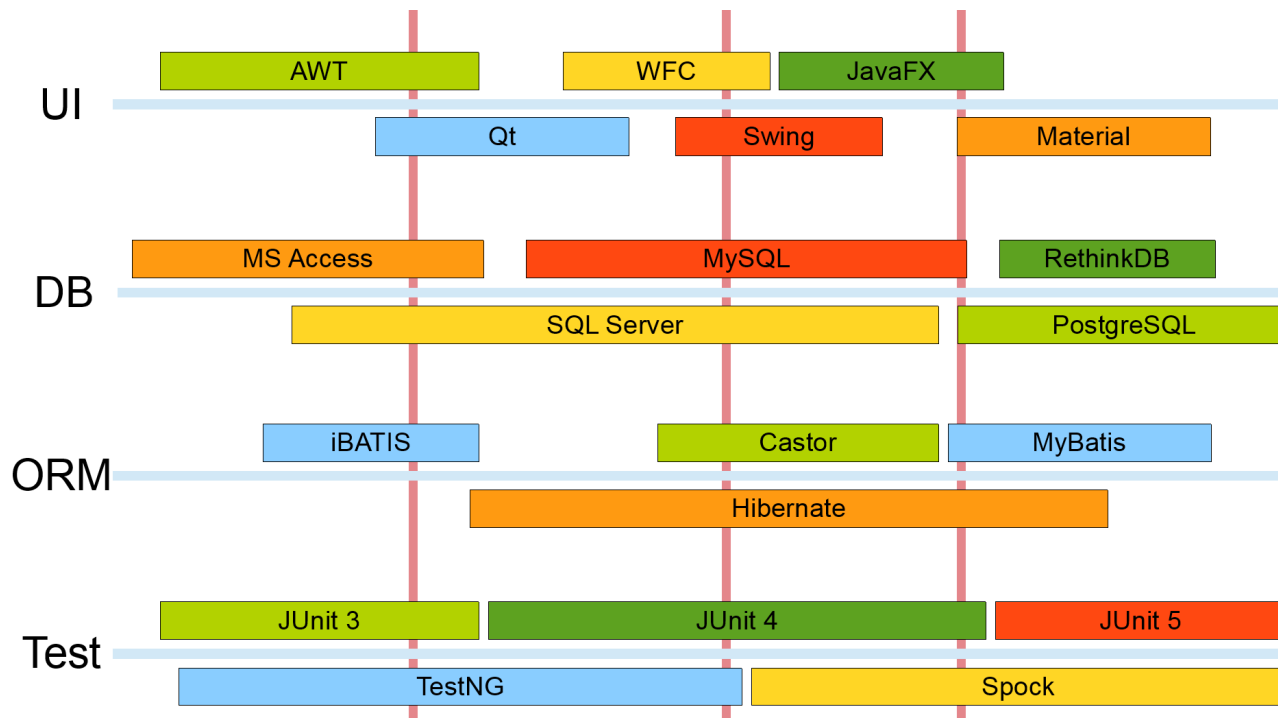 AWT
WFC
JavaFX
UI
Qt
Swing
Material
MS Access
MySQL
RethinkDB
DB
SQL Server
PostgreSQL
iBATIS
Castor
MyBatis
ORM
Hibernate
JUnit 3
JUnit 4
JUnit 5
Test
TestNG
Spock